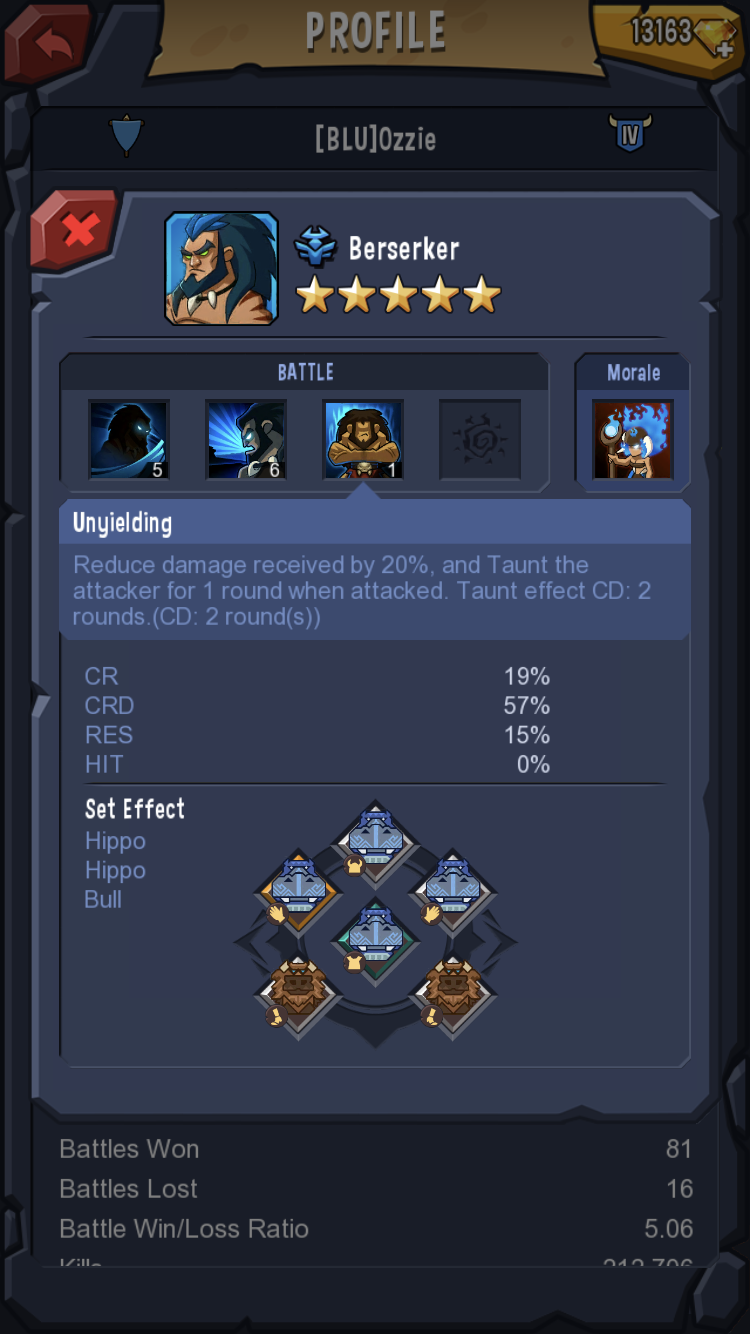 PROFILE
13163
[BLU]Ozzie
IV
Berserker
BATTLE
Morale
5
6
1
Unyielding
Reduce damage received by 20%, and Taunt the
attacker for 1 round when attacked. Taunt effect CD: 2
rounds.(CD: 2 round(s))
CR 19%
CRD 57%
RES 15%
HIT 0%
Set Effect
Hippo
Hippo
Bull
Battles Won 81
Battles Lost 16
Battle Win/Loss Ratio 5.06
Kills